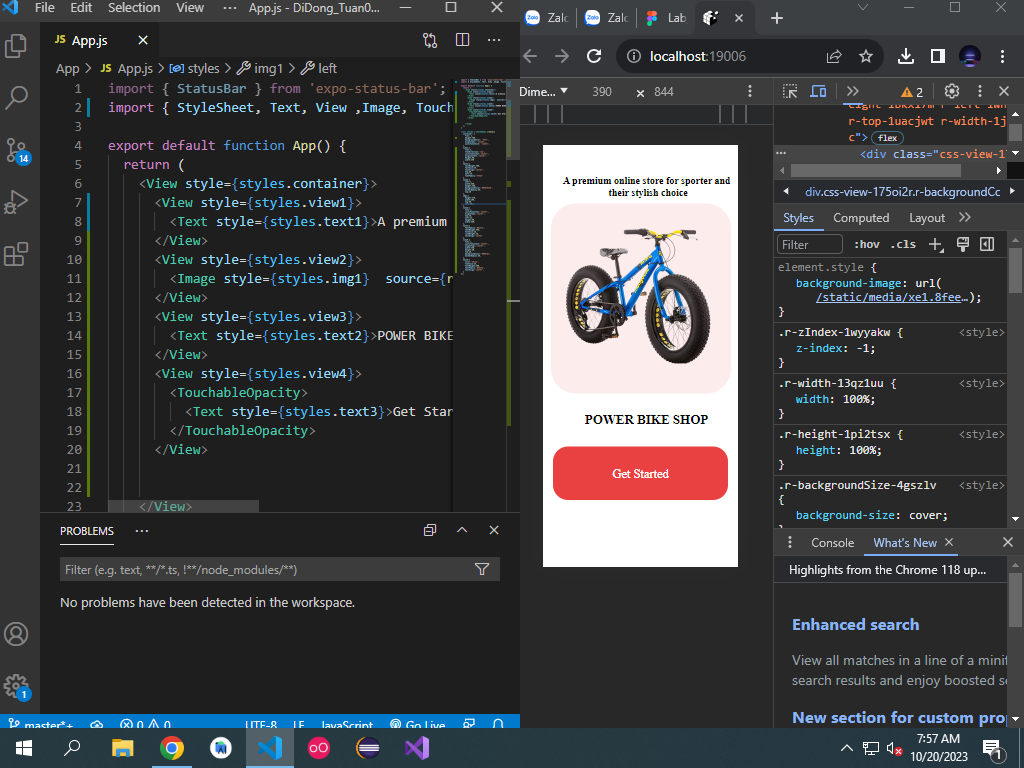 File Edit Selection View ··· App.js - DiDong_Tuan0...
JS App.js
App > JS App.js > styles > img1 > left
1 import { StatusBar } from 'expo-status-bar';
2 import { StyleSheet, Text, View ,Image, Touch
3
4 export default function App() {
5 return (
6 <View style={styles.container}>
7 <View style={styles.view1}>
8 <Text style={styles.text1}>A premium
9 </View>
10 <View style={styles.view2}>
11 <Image style={styles.img1} source={r
12 </View>
13 <View style={styles.view3}>
14 <Text style={styles.text2}>POWER BIKE
15 </View>
16 <View style={styles.view4}>
17 <TouchableOpacity>
18 <Text style={styles.text3}>Get Star
19 </TouchableOpacity>
20 </View>
21
22
23 </View>
14
1
PROBLEMS ···
Filter (e.g. text, **/*.ts, !**/node_modules/**)
No problems have been detected in the workspace.
master*+ 0 0 UTF-8 LF JavaScript Go Live
Zalo Zalc Zalo Zalc Lab
localhost:19006
Dime... 390 × 844
A premium online store for sporter and
their stylish choice
POWER BIKE SHOP
Get Started
2
r-top-1uacjwt r-width-1j
c"> flex
<div class="css-view-1
div.css-view-175oi2r.r-backgroundCo
Styles Computed Layout
Filter :hov .cls
element.style {
background-image: url(
/static/media/xe1.8fee…);
}
.r-zIndex-1wyyakw { <style>
z-index: -1;
}
.r-width-13qz1uu { <style>
width: 100%;
}
.r-height-1pi2tsx { <style>
height: 100%;
}
.r-backgroundSize-4gszlv <style>
{
background-size: cover;
Console What's New
Highlights from the Chrome 118 up...
Enhanced search
View all matches in a line of a minif
search results and enjoy boosted se
New section for custom pro
7:57 AM
10/20/2023
1